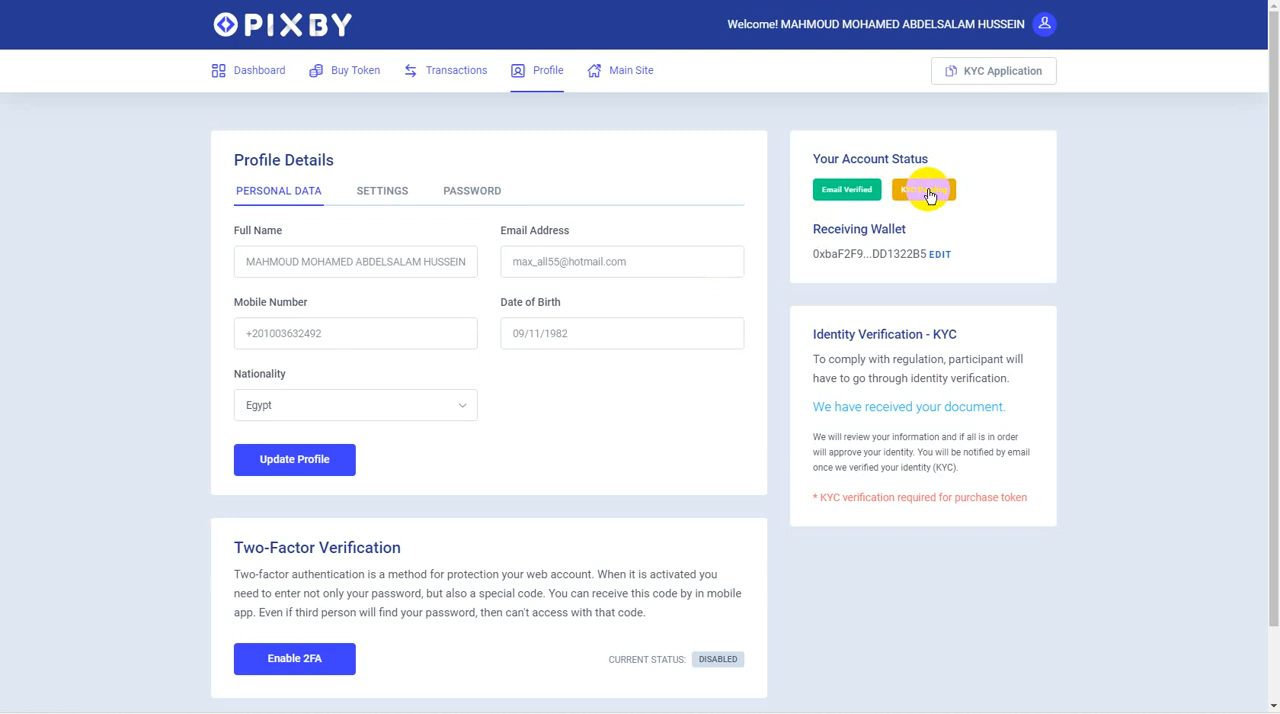 PIXBY
Welcome! MAHMOUD MOHAMED ABDELSALAM HUSSEIN
Dashboard
Buy Token
Transactions
Profile
Main Site
KYC Application
Profile Details
PERSONAL DATA
SETTINGS
PASSWORD
Full Name
Email Address
MAHMOUD MOHAMED ABDELSALAM HUSSEIN
max_all55@hotmail.com
Mobile Number
Date of Birth
+201003632492
09/11/1982
Nationality
Egypt
Update Profile
Two-Factor Verification
Two-factor authentication is a method for protection your web account. When it is activated you
need to enter not only your password, but also a special code. You can receive this code by in mobile
app. Even if third person will find your password, then can't access with that code.
Enable 2FA
CURRENT STATUS: DISABLED
Your Account Status
Email Verified
Receiving Wallet
0xbaF2F9...DD1322B5 EDIT
Identity Verification - KYC
To comply with regulation, participant will
have to go through identity verification.
We have received your document.
We will review your information and if all is in order
will approve your identity. You will be notified by email
once we verified your identity (KYC).
* KYC verification required for purchase token